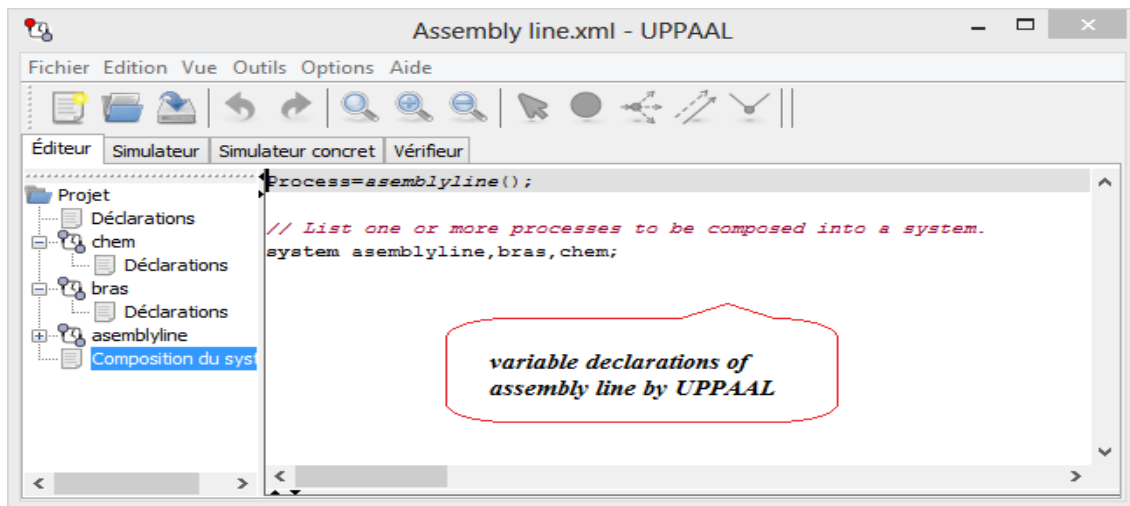 Assembly line.xml - UPPAAL
Fichier Edition Vue Outils Options Aide
Éditeur Simulateur Simulateur concret Vérifieur
Projet
Déclarations
chem
Déclarations
bras
Déclarations
asemblyline
Composition du syst
Process=asemblyline();
// List one or more processes to be composed into a system.
system asemblyline,bras,chem;
variable declarations of
assembly line by UPPAAL